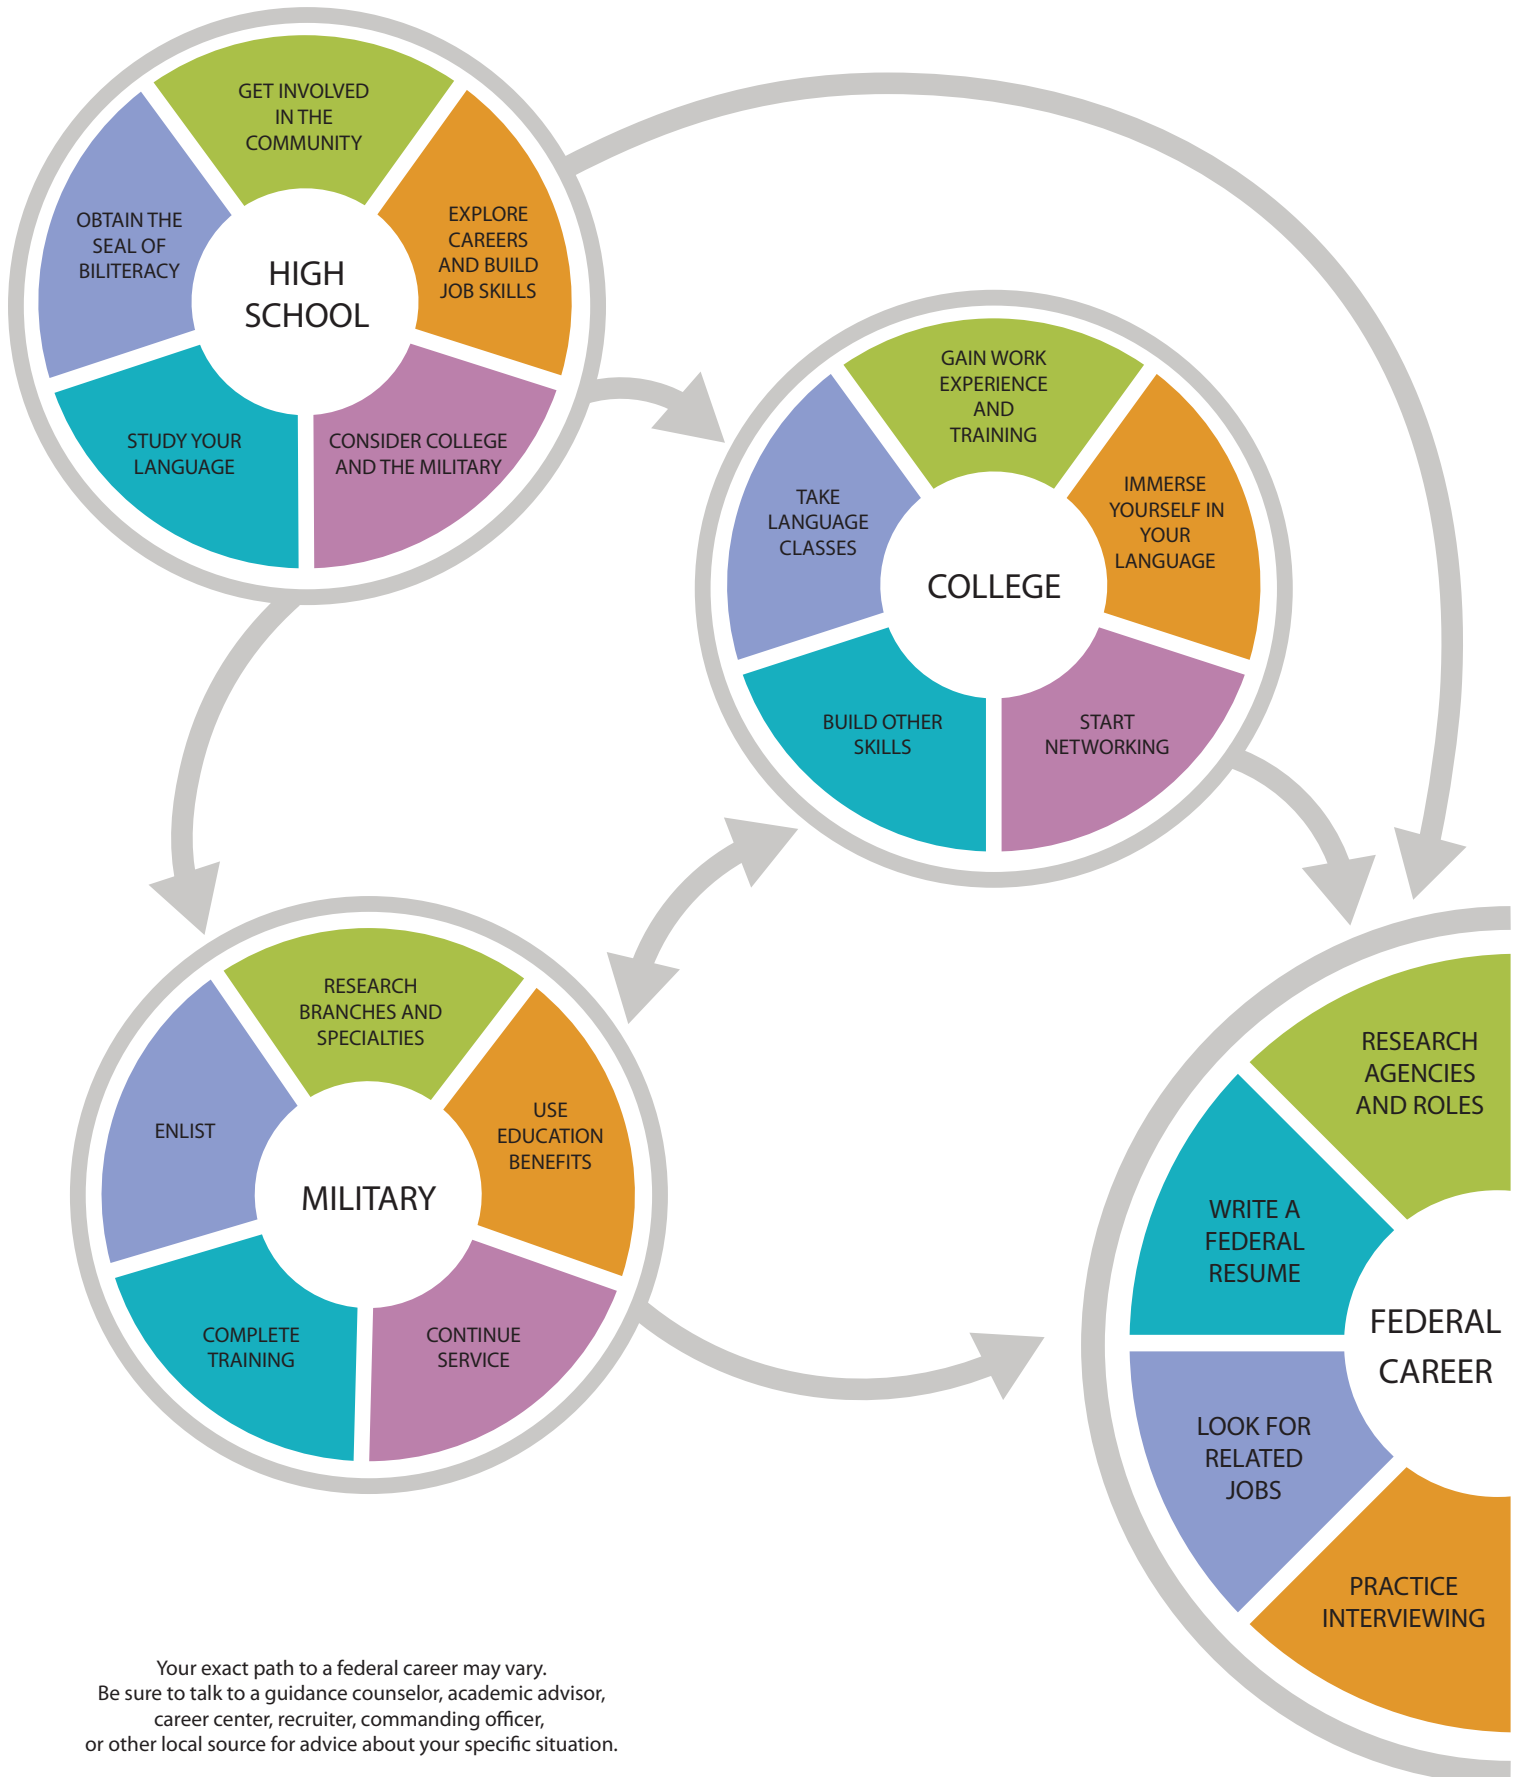 GET INVOLVED
IN THE
COMMUNITY
OBTAIN THE
SEAL OF
BILITERACY
EXPLORE
CAREERS
AND BUILD
JOB SKILLS
HIGH
SCHOOL
STUDY YOUR
LANGUAGE
CONSIDER COLLEGE
AND THE MILITARY
GAIN WORK
EXPERIENCE
AND
TRAINING
TAKE
LANGUAGE
CLASSES
IMMERSE
YOURSELF IN
YOUR
LANGUAGE
COLLEGE
BUILD OTHER
SKILLS
START
NETWORKING
RESEARCH
BRANCHES AND
SPECIALTIES
ENLIST
USE
EDUCATION
BENEFITS
MILITARY
COMPLETE
TRAINING
CONTINUE
SERVICE
RESEARCH
AGENCIES
AND ROLES
WRITE A
FEDERAL
RESUME
FEDERAL
CAREER
LOOK FOR
RELATED
JOBS
PRACTICE
INTERVIEWING
Your exact path to a federal career may vary.
Be sure to talk to a guidance counselor, academic advisor,
career center, recruiter, commanding officer,
or other local source for advice about your specific situation.